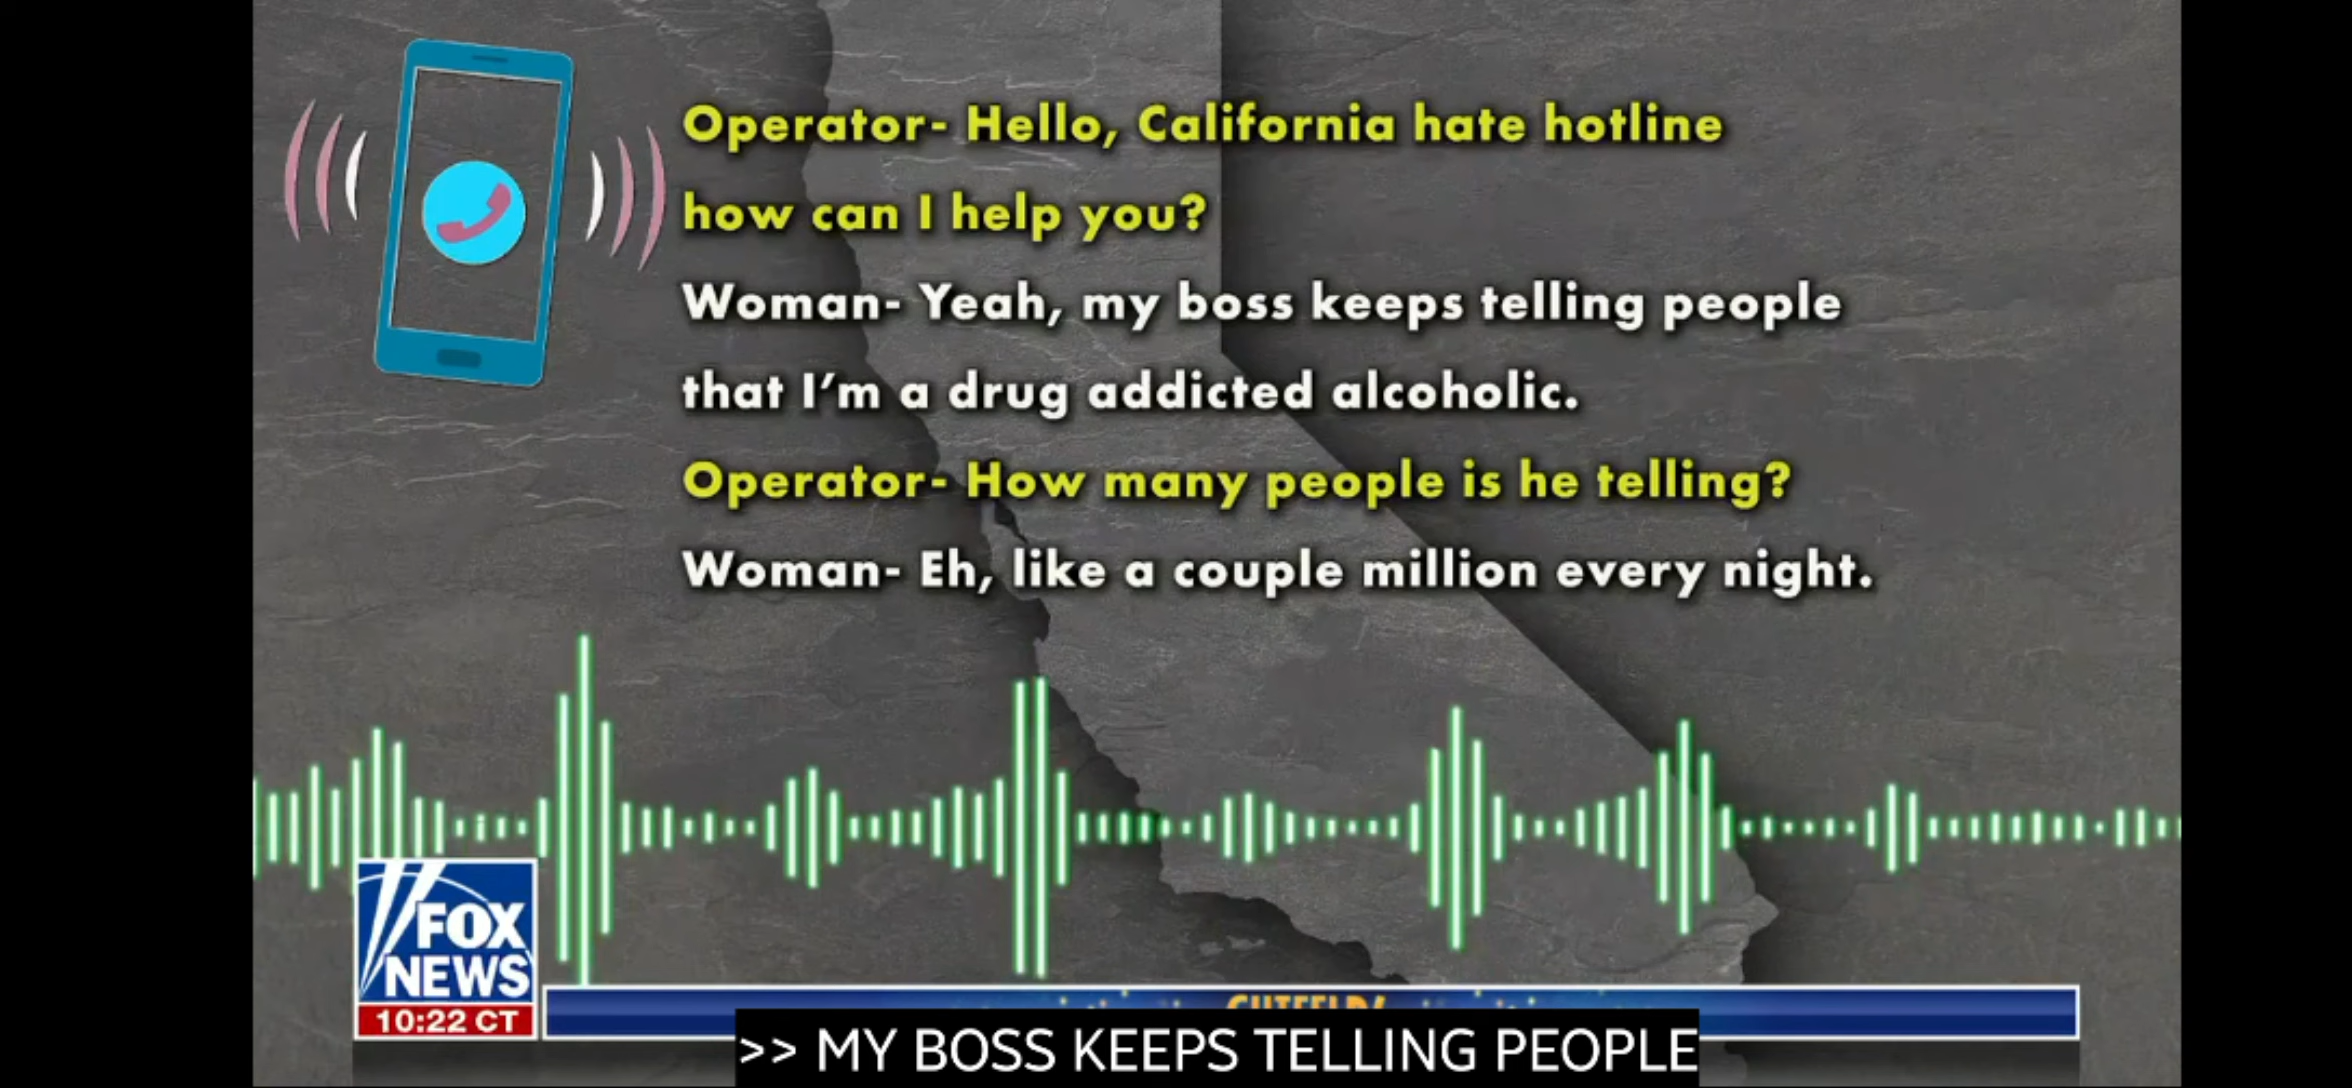 Operator- Hello, California hate hotline
how can I help you?
Woman- Yeah, my boss keeps telling people
that I’m a drug addicted alcoholic.
Operator- How many people is he telling?
Woman- Eh, like a couple million every night.
FOX
NEWS
10:22 CT
>> MY BOSS KEEPS TELLING PEOPLE